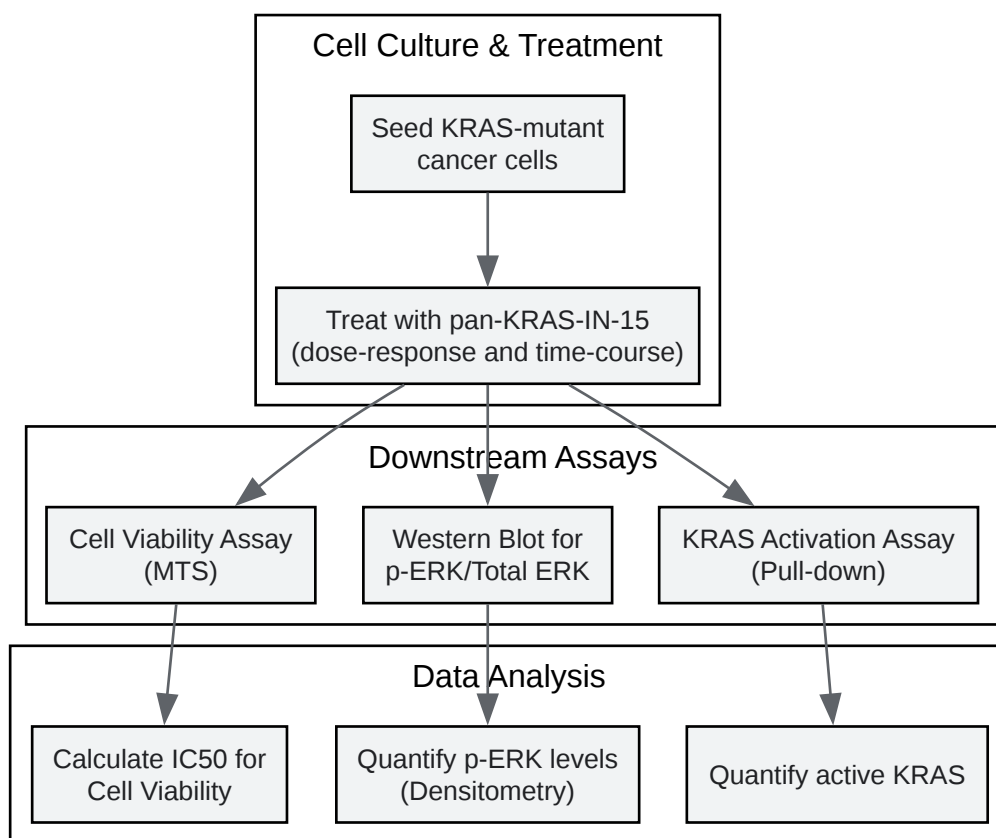 Cell Culture & Treatment
Seed KRAS-mutant
cancer cells
Treat with pan-KRAS-IN-15
(dose-response and time-course)
Downstream Assays
Cell Viability Assay
(MTS)
Western Blot for
p-ERK/Total ERK
KRAS Activation Assay
(Pull-down)
Data Analysis
Calculate IC50 for
Cell Viability
Quantify p-ERK levels
(Densitometry)
Quantify active KRAS